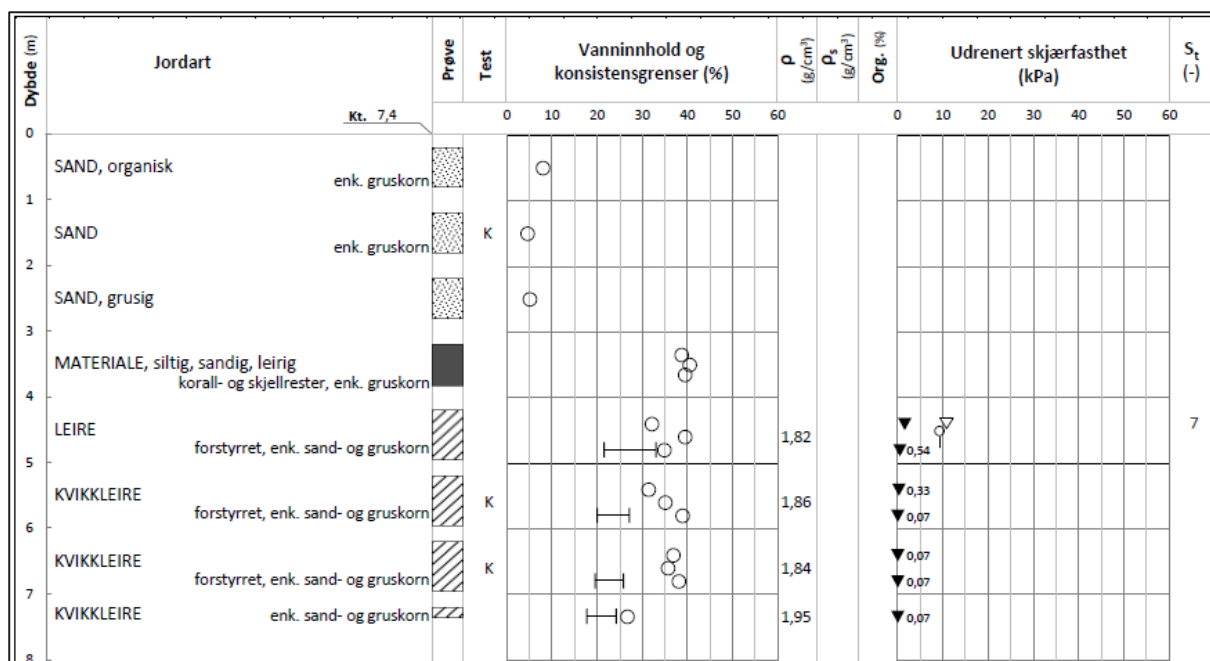 Dybde (m)
Jordart
Prøve
Test
Vanninnhold og
konsistensgrenser (%)
ρ
(g/cm³)
ρs
(g/cm³)
Org. (%)
Udrenert skjærfasthet
(kPa)
St
(-)
Kt. 7,4
0 10 20 30 40 50 60
0 10 20 30 40 50 60
0
SAND, organisk
enk. gruskorn
1
SAND
enk. gruskorn
K
2
SAND, grusig
3
MATERIALE, siltig, sandig, leirig
korall- og skjellrester, enk. gruskorn
4
LEIRE
7
forstyrret, enk. sand- og gruskorn
1,82
0,54
5
KVIKKLEIRE
0,33
forstyrret, enk. sand- og gruskorn
K
1,86
0,07
6
KVIKKLEIRE
0,07
forstyrret, enk. sand- og gruskorn
K
1,84
0,07
7
KVIKKLEIRE
enk. sand- og gruskorn
1,95
0,07
8